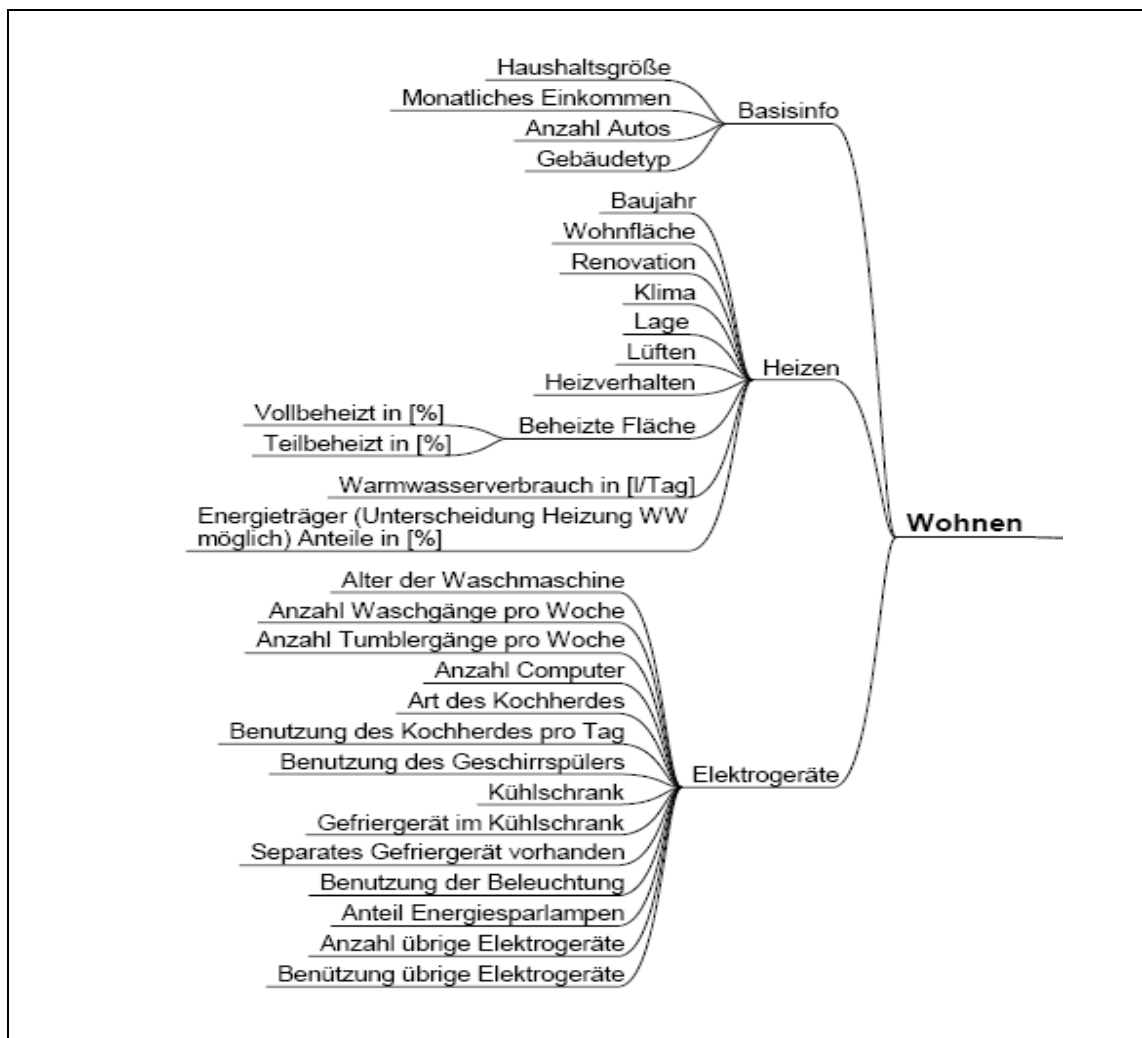 Haushaltsgröße
Monatliches Einkommen
Anzahl Autos
Gebäudetyp
Basisinfo
Baujahr
Wohnfläche
Renovation
Klima
Lage
Lüften
Heizverhalten
Vollbeheizt in [%]
Teilbeheizt in [%]
Beheizte Fläche
Warmwasserverbrauch in [l/Tag]
Energieträger (Unterscheidung Heizung WW
möglich) Anteile in [%]
Heizen
Alter der Waschmaschine
Anzahl Waschgänge pro Woche
Anzahl Tumblergänge pro Woche
Anzahl Computer
Art des Kochherdes
Benutzung des Kochherdes pro Tag
Benutzung des Geschirrspülers
Kühlschrank
Gefriergerät im Kühlschrank
Separates Gefriergerät vorhanden
Benutzung der Beleuchtung
Anteil Energiesparlampen
Anzahl übrige Elektrogeräte
Benützung übrige Elektrogeräte
Elektrogeräte
Wohnen